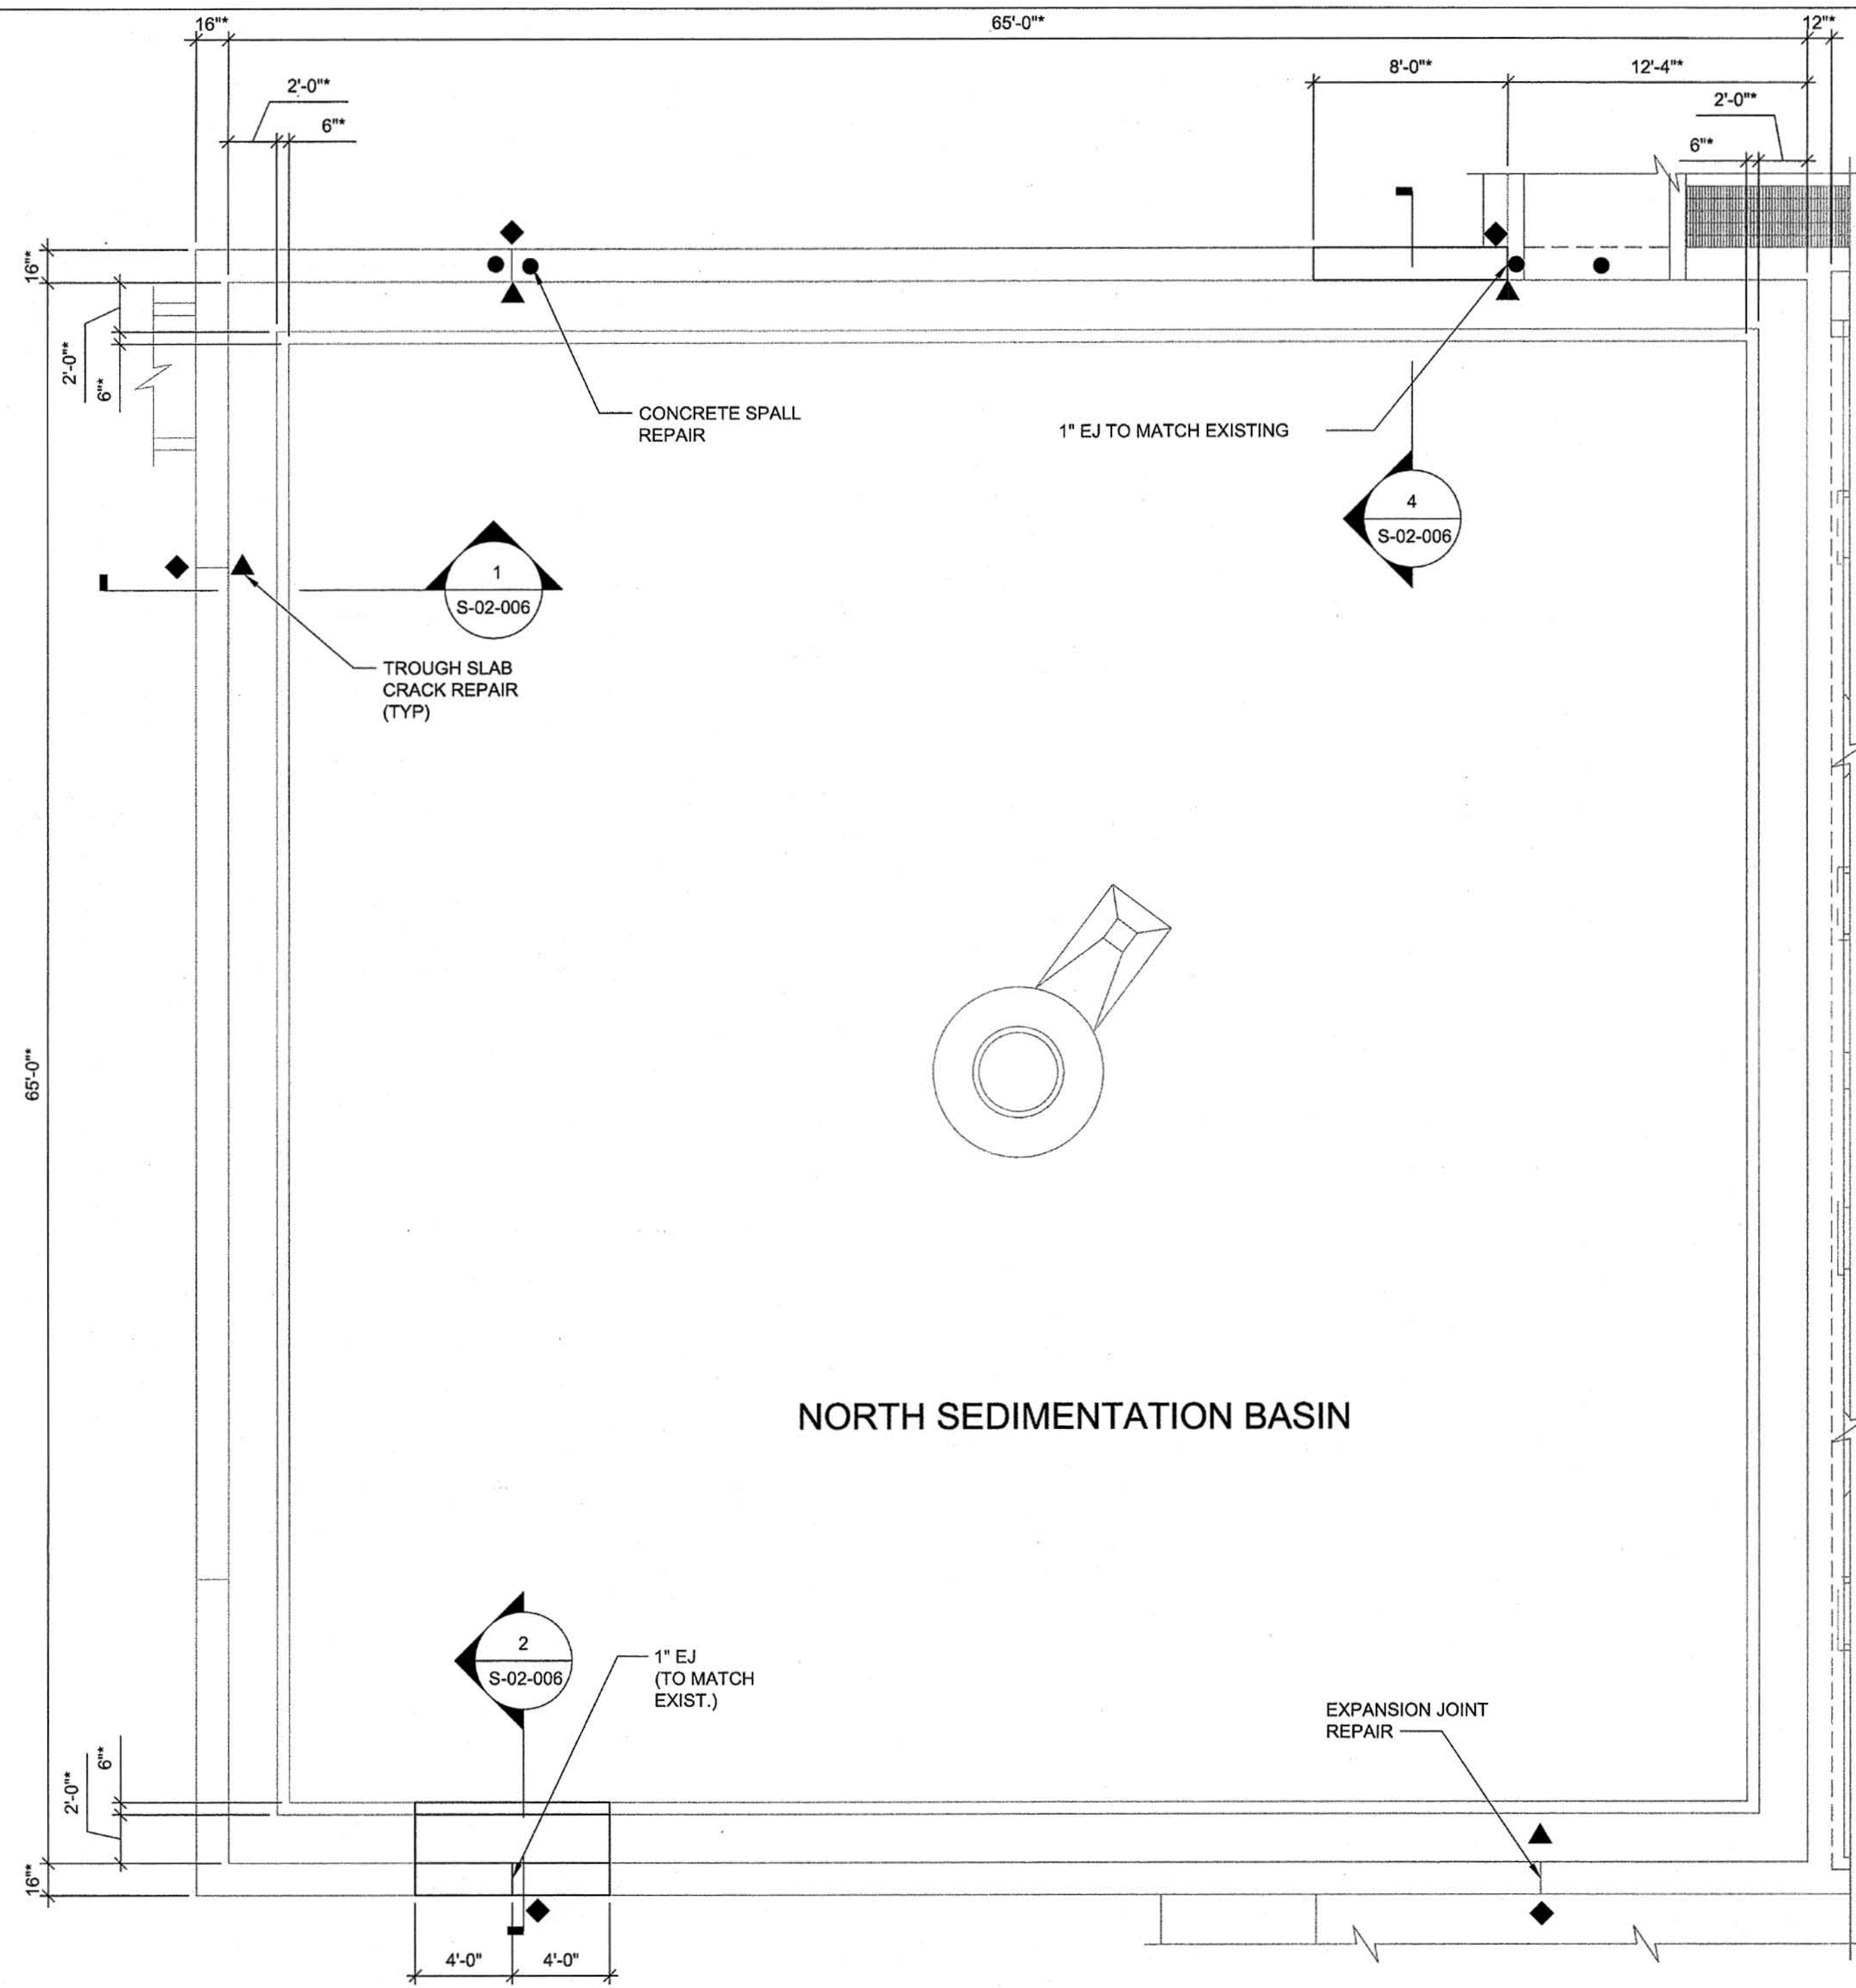 16"*
65'-0"*
12"*
8'-0"*
12'-4"*
2'-0"*
2'-0"*
6"*
6"*
16"*
2'-0"*
6"*
CONCRETE SPALL
REPAIR
1" EJ TO MATCH EXISTING
4
S-02-006
1
S-02-006
TROUGH SLAB
CRACK REPAIR
(TYP)
65'-0"*
NORTH SEDIMENTATION BASIN
2
S-02-006
1" EJ
(TO MATCH
EXIST.)
EXPANSION JOINT
REPAIR
6"*
2'-0"*
16"*
4'-0"
4'-0"